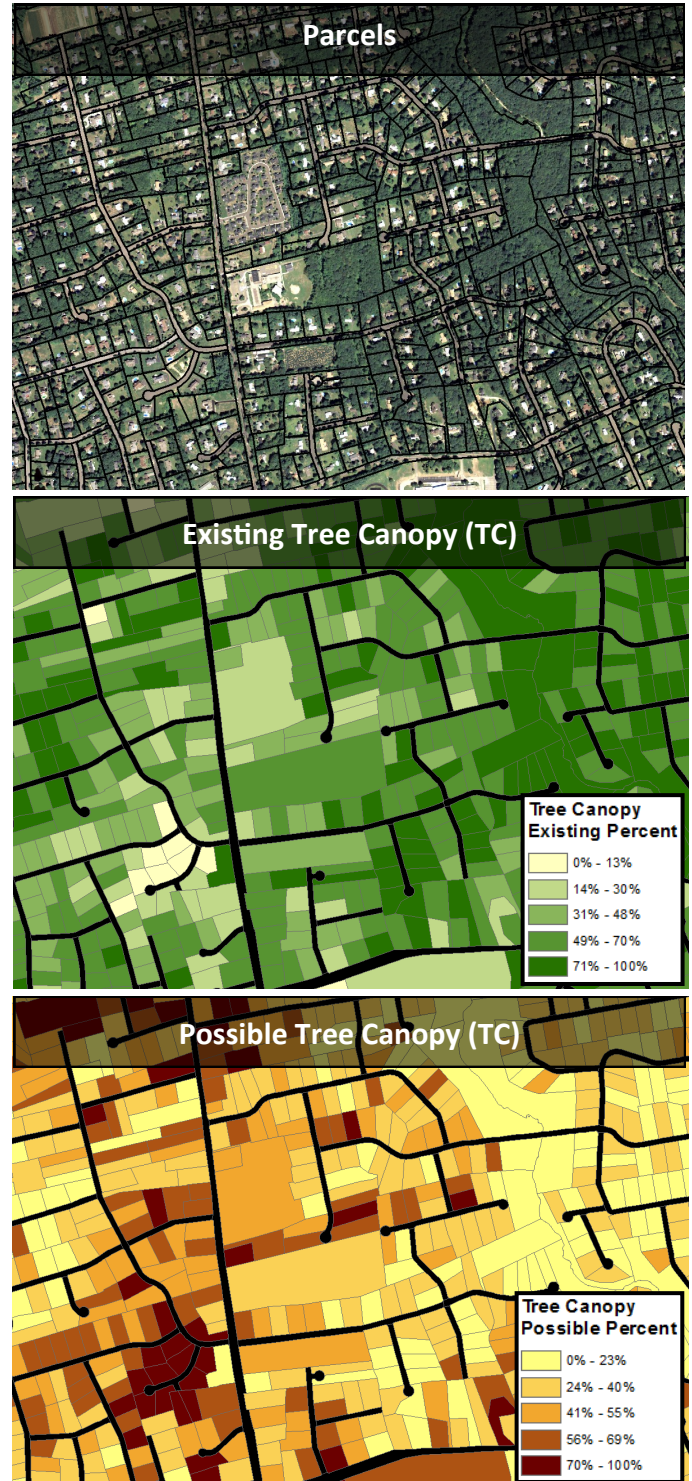 Parcels
Existing Tree Canopy (TC)
Tree Canopy
Existing Percent
0% - 13%
14% - 30%
31% - 48%
49% - 70%
71% - 100%
Possible Tree Canopy (TC)
Tree Canopy
Possible Percent
0% - 23%
24% - 40%
41% - 55%
56% - 69%
70% - 100%